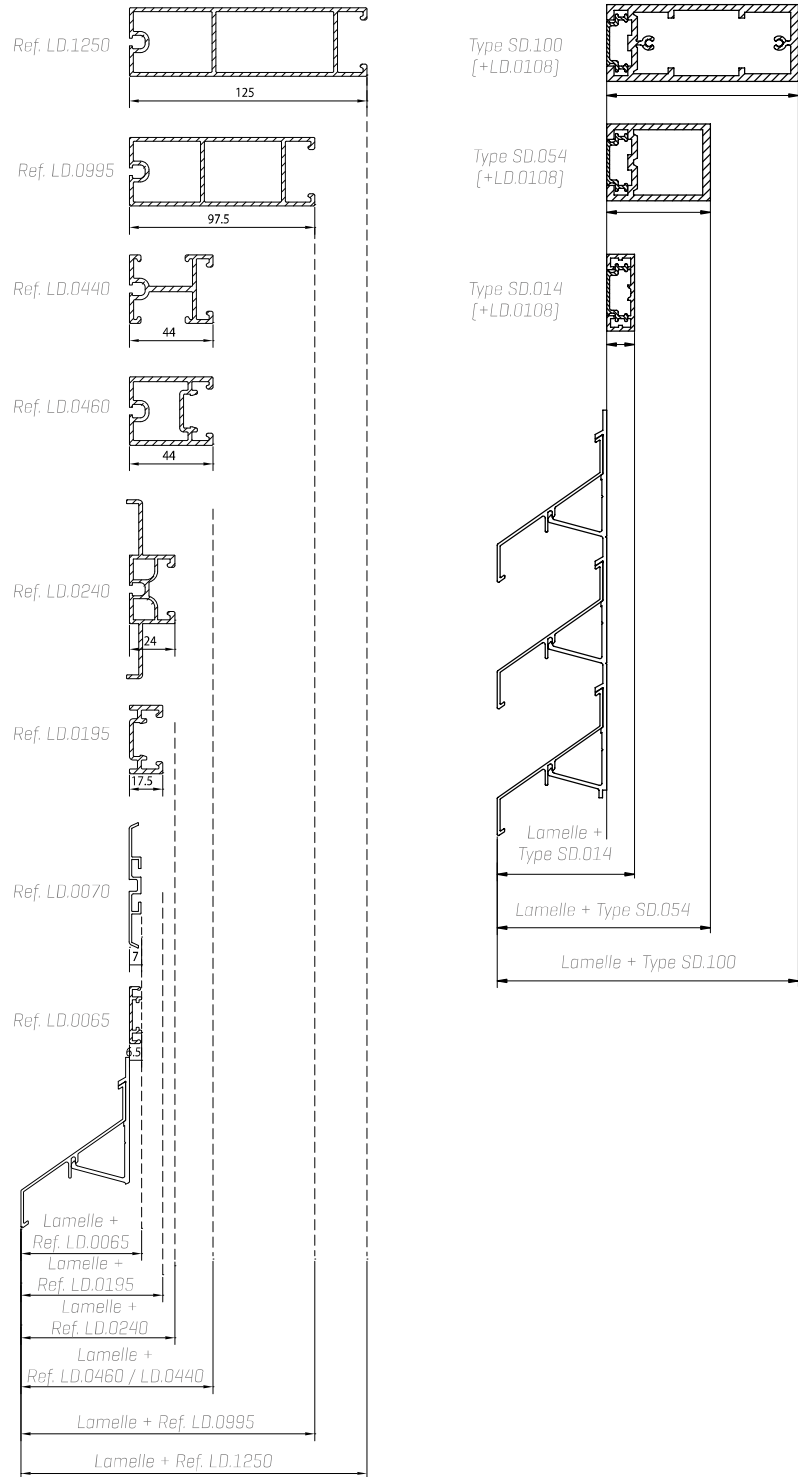 Ref. LD.1250
125
Ref. LD.0995
97.5
Ref. LD.0440
44
Ref. LD.0460
44
Ref. LD.0240
24
Ref. LD.0195
17.5
Ref. LD.0070
7
Ref. LD.0065
6.5
Lamelle +
Ref. LD.0065
Lamelle +
Ref. LD.0195
Lamelle +
Ref. LD.0240
Lamelle +
Ref. LD.0460 / LD.0440
Lamelle + Ref. LD.0995
Lamelle + Ref. LD.1250
Type SD.100
(+LD.0108)
Type SD.054
(+LD.0108)
Type SD.014
(+LD.0108)
Lamelle +
Type SD.014
Lamelle + Type SD.054
Lamelle + Type SD.100